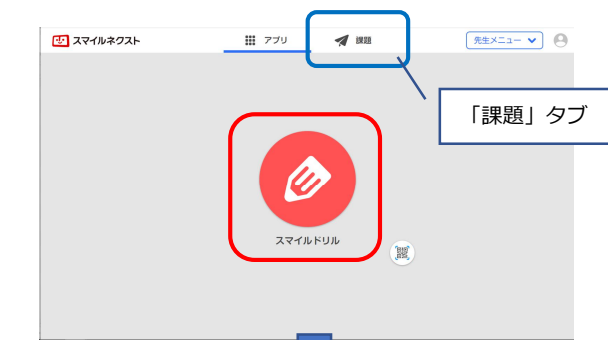 スマイルネクスト
アプリ
課題
先生メニュー
「課題」タブ
スマイルドリル